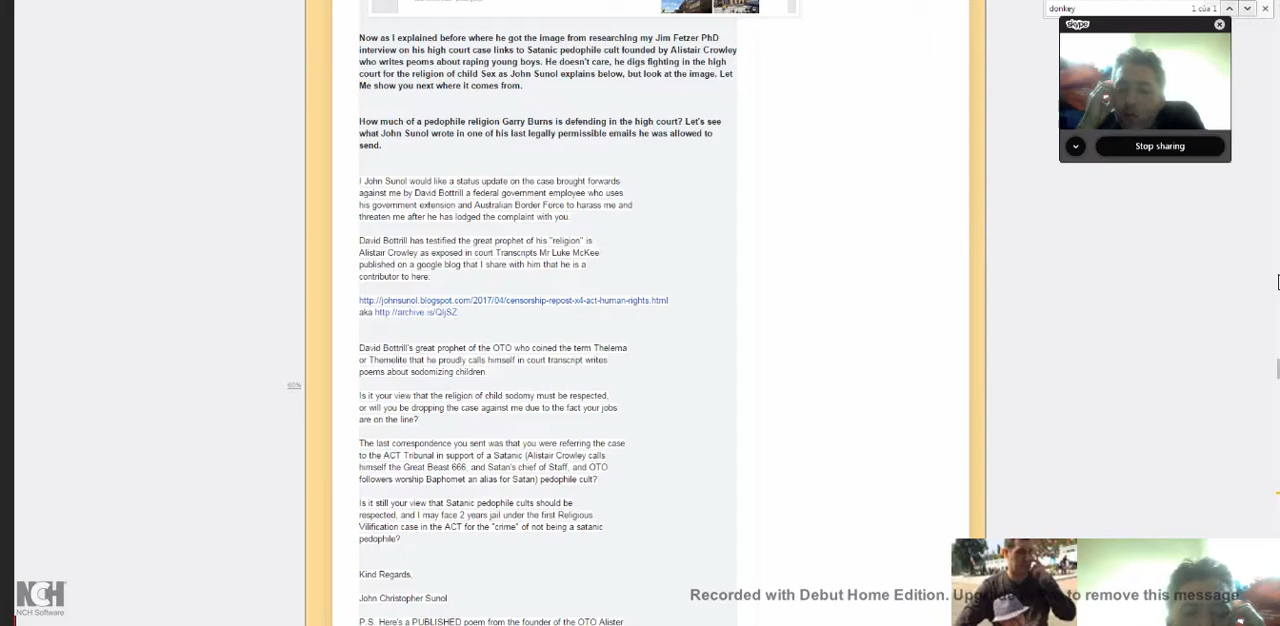 donkey
1 của 1
skype
Stop sharing
Now as I explained before where he got the image from researching my Jim Fetzer PhD
interview on his high court case links to Satanic pedophile cult founded by Alistair Crowley
who writes peoms about raping young boys. He doesn't care, he digs fighting in the high
court for the religion of child Sex as John Sunol explains below, but look at the image. Let
Me show you next where it comes from.
How much of a pedophile religion Garry Burns is defending in the high court? Let's see
what John Sunol wrote in one of his last legally permissible emails he was allowed to
send.
I John Sunol would like a status update on the case brought forwards
against me by David Bottrill a federal government employee who uses
his government extension and Australian Border Force to harass me and
threaten me after he has lodged the complaint with you.
David Bottrill has testified the great prophet of his "religion" is
Alistair Crowley as exposed in court Transcripts Mr Luke McKee
published on a google blog that I share with him that he is a
contributor to here:
http://johnsunol.blogspot.com/2017/04/censorship-repost-x4-act-human-rights.html
aka http://archive.is/QljSZ
David Bottrill's great prophet of the OTO who coined the term Thelema
or Themelite that he proudly calls himself in court transcript writes
poems about sodomizing children.
Is it your view that the religion of child sodomy must be respected,
or will you be dropping the case against me due to the fact your jobs
are on the line?
The last correspondence you sent was that you were referring the case
to the ACT Tribunal in support of a Satanic (Alistair Crowley calls
himself the Great Beast 666, and Satan's chief of Staff, and OTO
followers worship Baphomet an alias for Satan) pedophile cult?
Is it still your view that Satanic pedophile cults should be
respected, and I may face 2 years jail under the first Religious
Vilification case in the ACT for the "crime" of not being a satanic
pedophile?
Kind Regards,
John Christopher Sunol
P.S. Here's a PUBLISHED poem from the founder of the OTO Alister
60%
NCH
NCH Software
Recorded with Debut Home Edition. Upgrade to remove this message